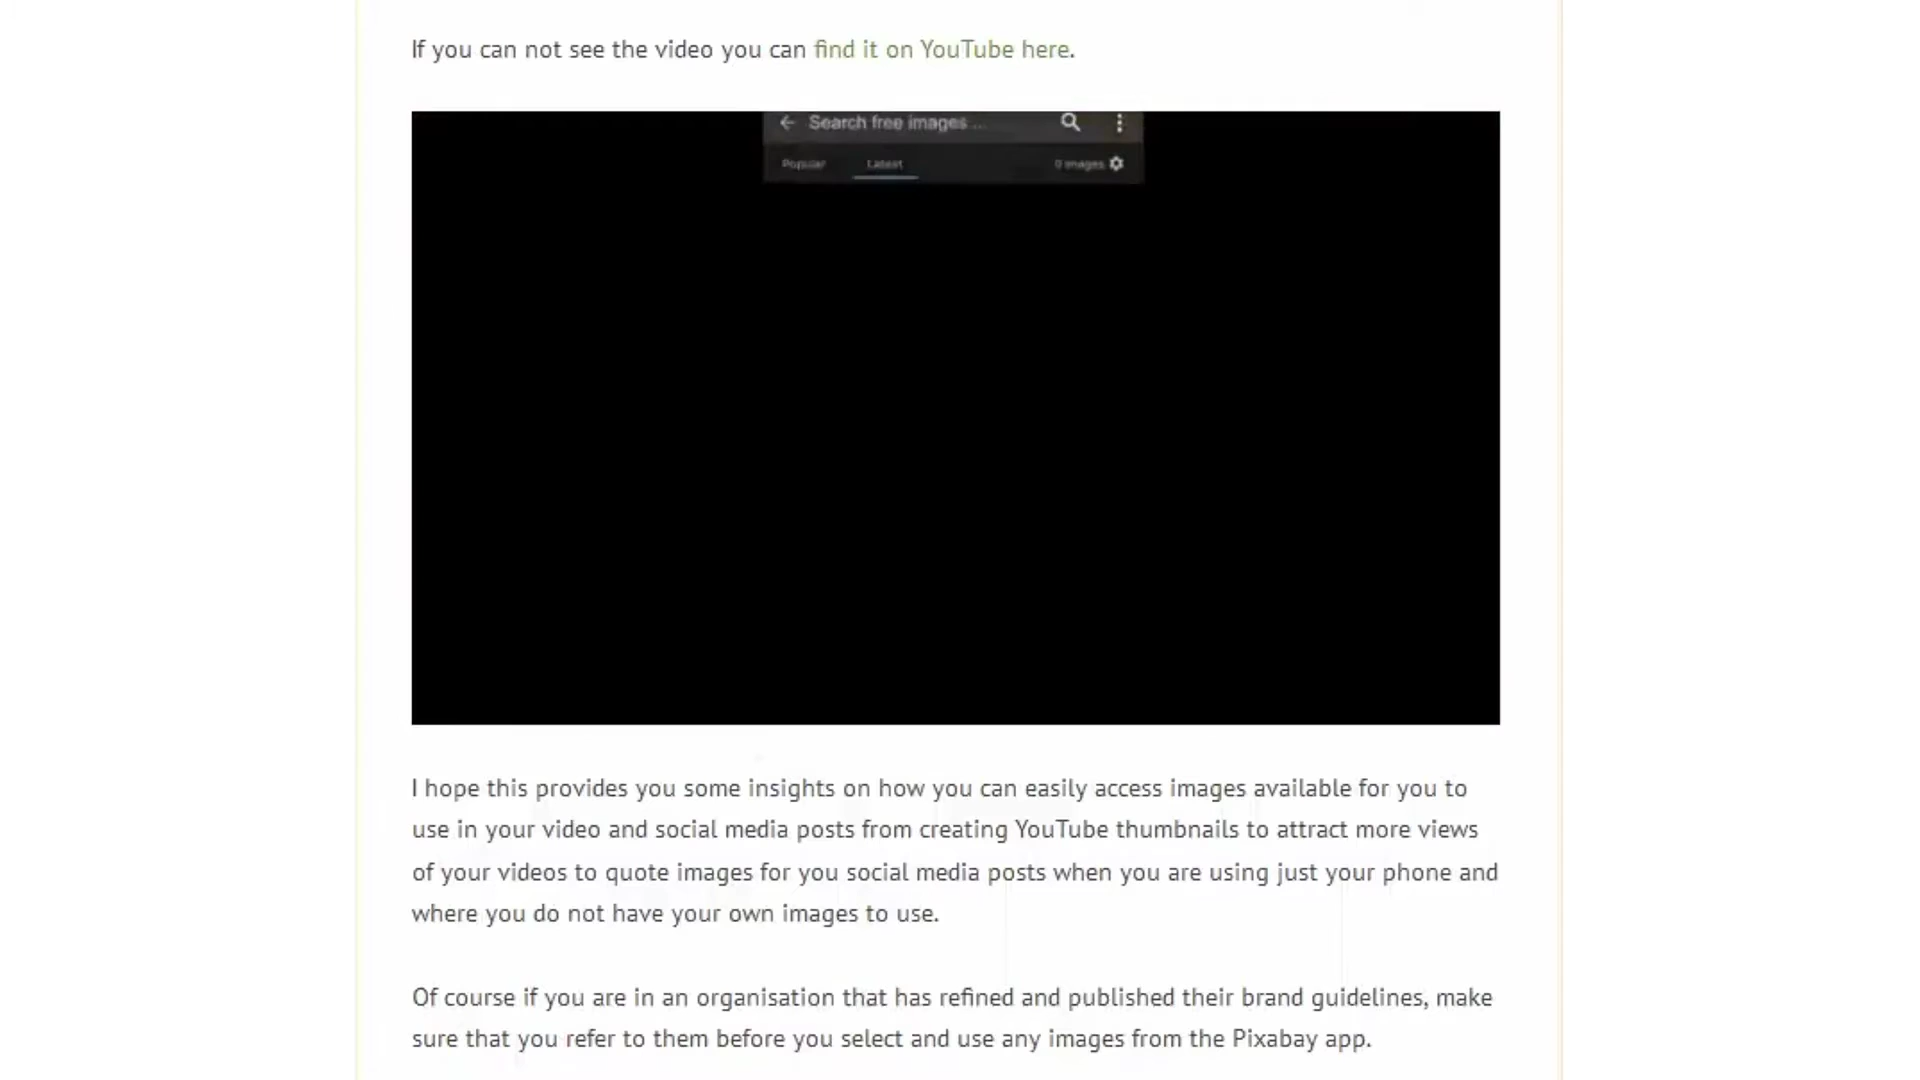 If you can not see the video you can find it on YouTube here.
Search free images ...
Popular Latest 0 images
I hope this provides you some insights on how you can easily access images available for you to
use in your video and social media posts from creating YouTube thumbnails to attract more views
of your videos to quote images for you social media posts when you are using just your phone and
where you do not have your own images to use.
Of course if you are in an organisation that has refined and published their brand guidelines, make
sure that you refer to them before you select and use any images from the Pixabay app.